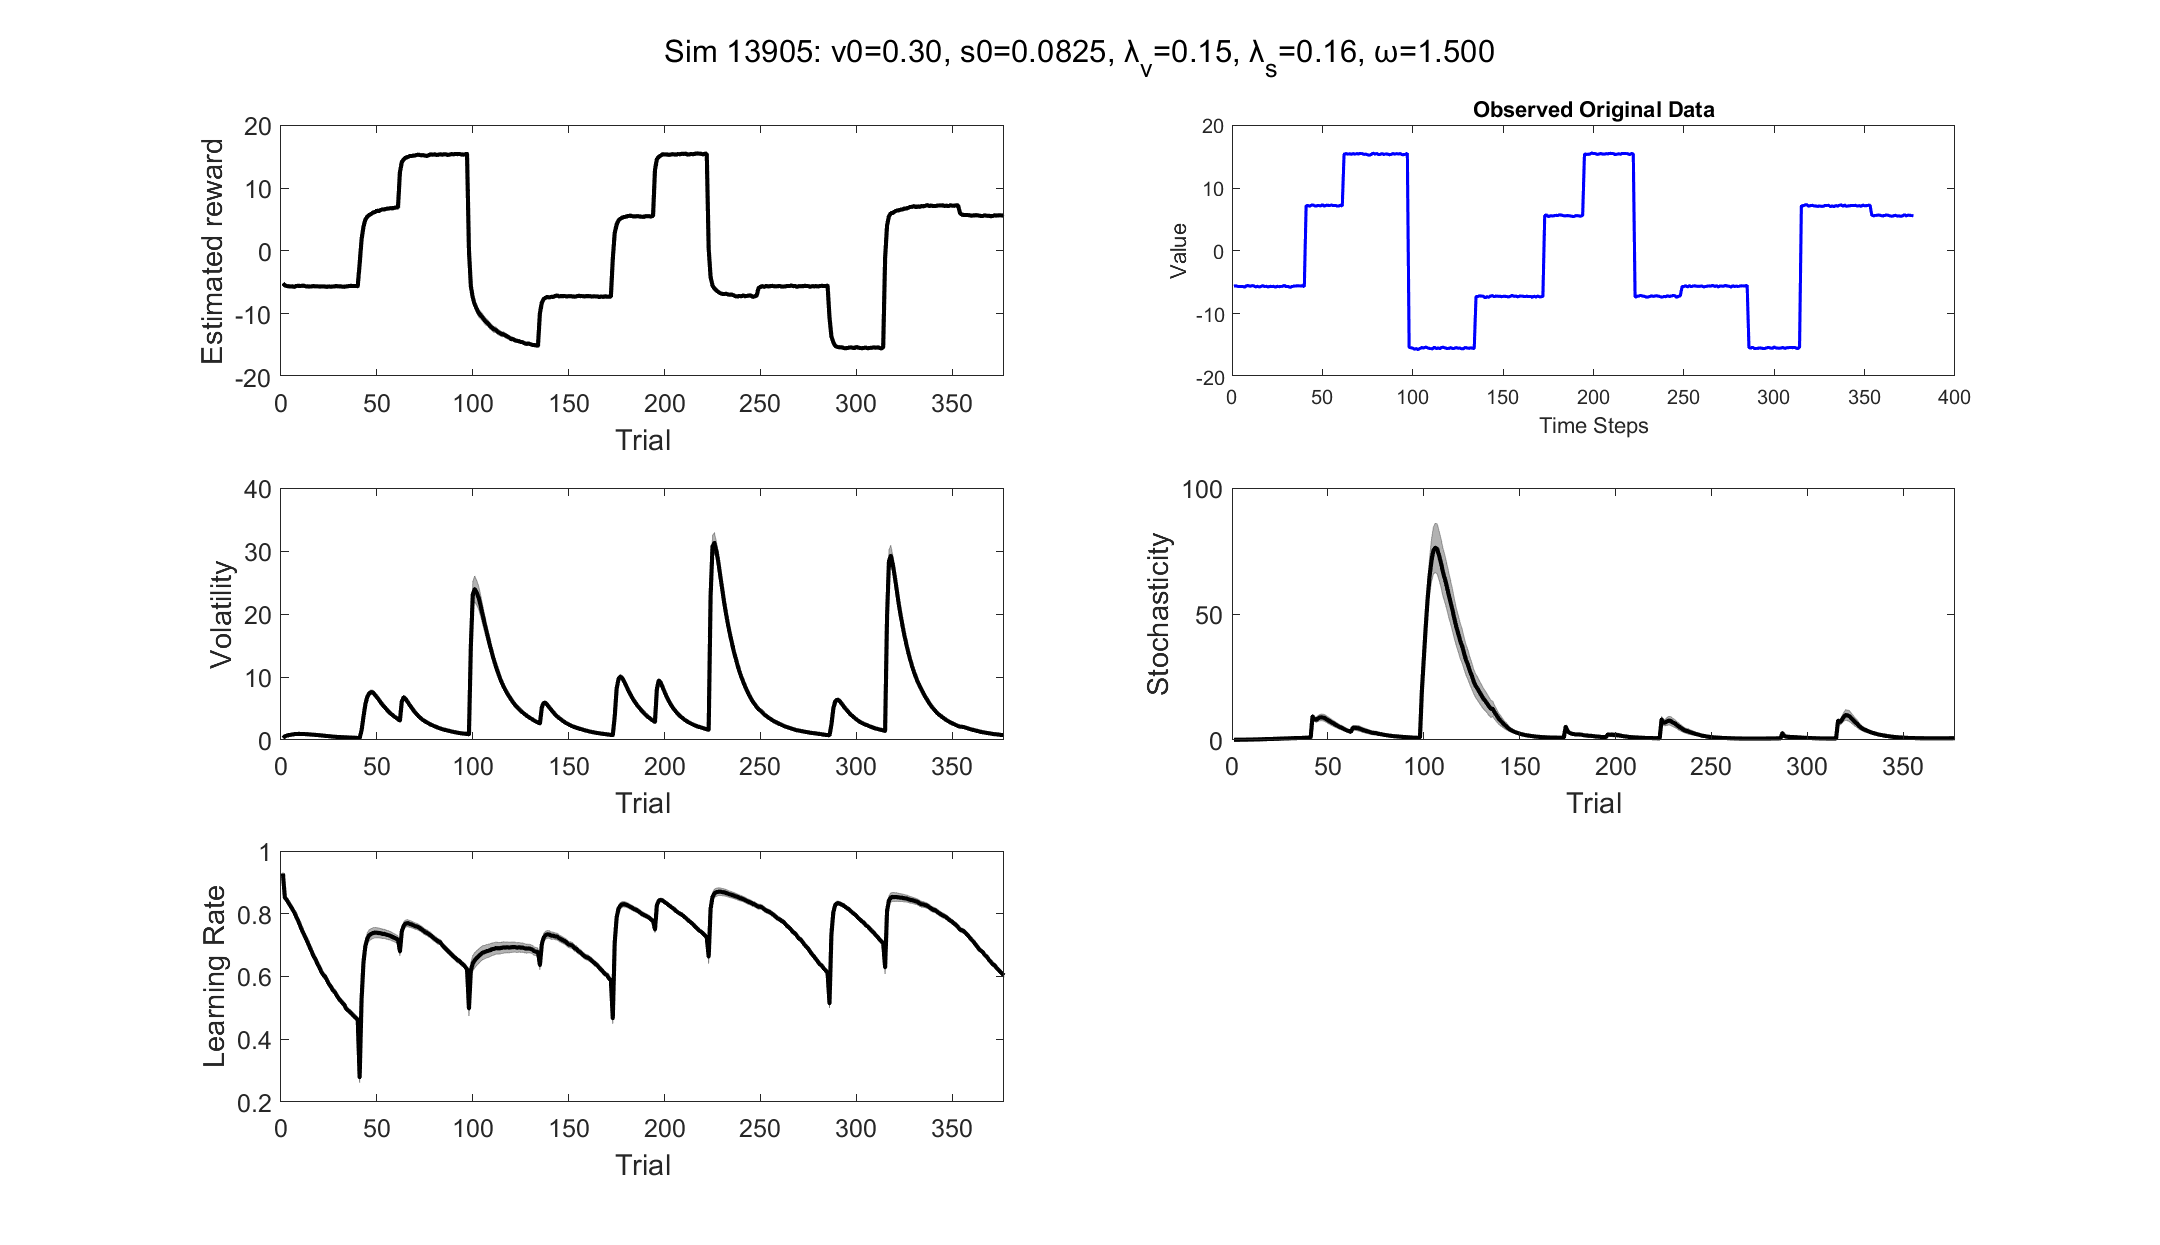 Sim 13905: v0=0.30, s0=0.0825, λv=0.15, λs=0.16, ω=1.500
20
10
0
-10
-20
Estimated reward
0 50 100 150 200 250 300 350
Trial
Observed Original Data
20
10
0
-10
-20
Value
0 50 100 150 200 250 300 350 400
Time Steps
40
30
20
10
0
Volatility
0 50 100 150 200 250 300 350
Trial
100
50
0
Stochasticity
0 50 100 150 200 250 300 350
Trial
1
0.8
0.6
0.4
0.2
Learning Rate
0 50 100 150 200 250 300 350
Trial